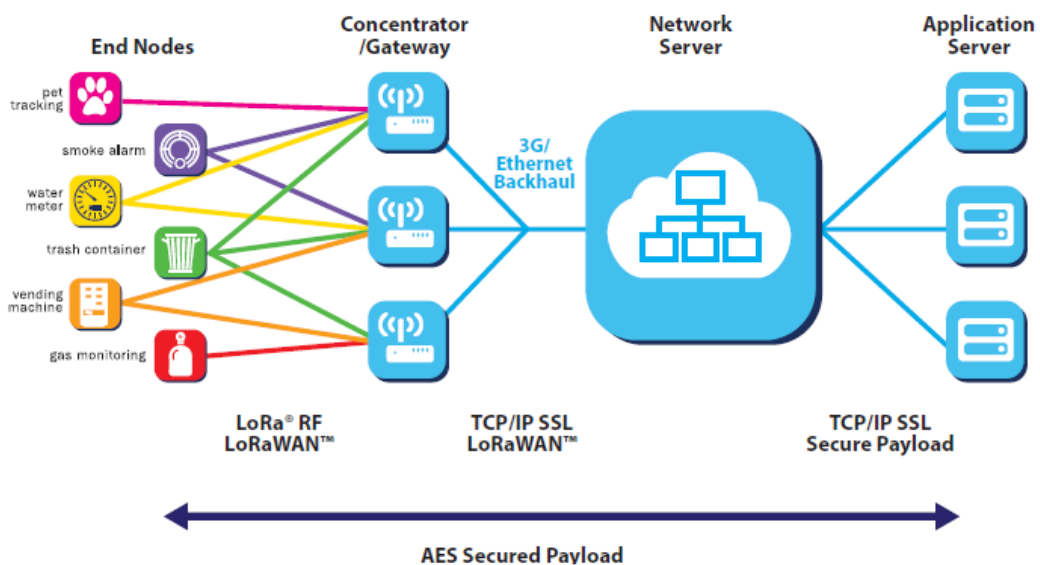 End Nodes
Concentrator
/Gateway
Network
Server
Application
Server
pet
tracking
smoke alarm
water
meter
trash container
vending
machine
gas monitoring
3G/
Ethernet
Backhaul
LoRa® RF
LoRaWAN™
TCP/IP SSL
LoRaWAN™
TCP/IP SSL
Secure Payload
AES Secured Payload